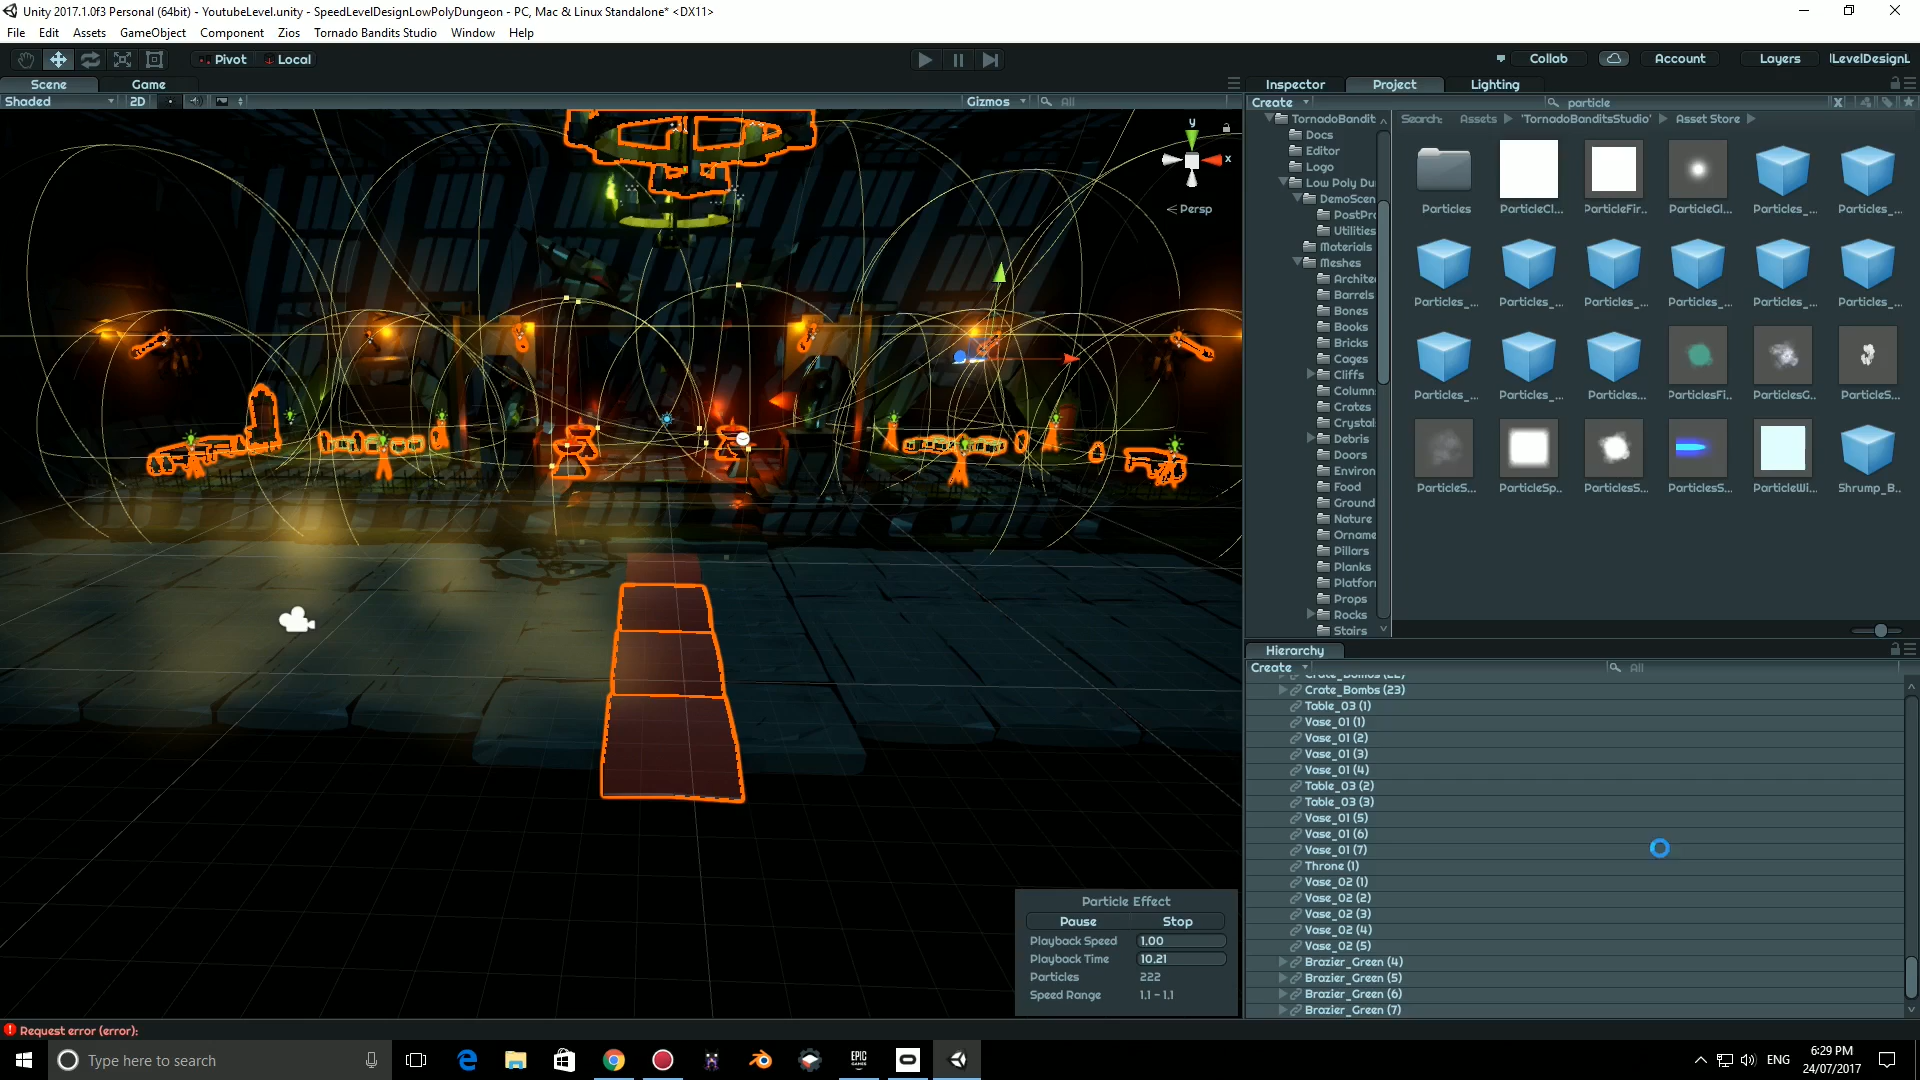 Unity 2017.1.0f3 Personal (64bit) - YoutubeLevel.unity - SpeedLevelDesignLowPolyDungeon - PC, Mac & Linux Standalone* <DX11>
File Edit Assets GameObject Component Zios Tornado Bandits Studio Window Help
Pivot Local Collab Account Layers lLevelDesignL
Scene Game
Shaded 2D Gizmos All
Inspector Project Lighting
Create particle
TornadoBandit
Docs
Editor
Logo
Low Poly Du
DemoScen
PostPro
Utilities
Materials
Meshes
Archite
Barrels
Bones
Books
Bricks
Cages
Cliffs
Column
Crates
Crystal
Debris
Doors
Environ
Food
Ground
Nature
Orname
Pillars
Planks
Platfor
Props
Rocks
Stairs
Search: Assets 'TornadoBanditsStudio' Asset Store
Particles ParticleCl... ParticleFir... ParticleGl... Particles_... Particles_...
Particles_... Particles_... Particles_... Particles_... Particles_... Particles_...
Particles_... Particles_... Particles... ParticlesFi... ParticlesG... ParticleS...
ParticleS... ParticleSp... ParticlesS... ParticlesS... ParticleWi... Shrump_B...
y
x
Persp
Hierarchy
Create All
Crate_Bombs (22)
Crate_Bombs (23)
Table_03 (1)
Vase_01 (1)
Vase_01 (2)
Vase_01 (3)
Vase_01 (4)
Table_03 (2)
Table_03 (3)
Vase_01 (5)
Vase_01 (6)
Vase_01 (7)
Throne (1)
Vase_02 (1)
Vase_02 (2)
Vase_02 (3)
Vase_02 (4)
Vase_02 (5)
Brazier_Green (4)
Brazier_Green (5)
Brazier_Green (6)
Brazier_Green (7)
Particle Effect
Pause Stop
Playback Speed 1.00
Playback Time 10.21
Particles 222
Speed Range 1.1 - 1.1
Request error (error):
Type here to search
EPIC GAMES
ENG
6:29 PM
24/07/2017